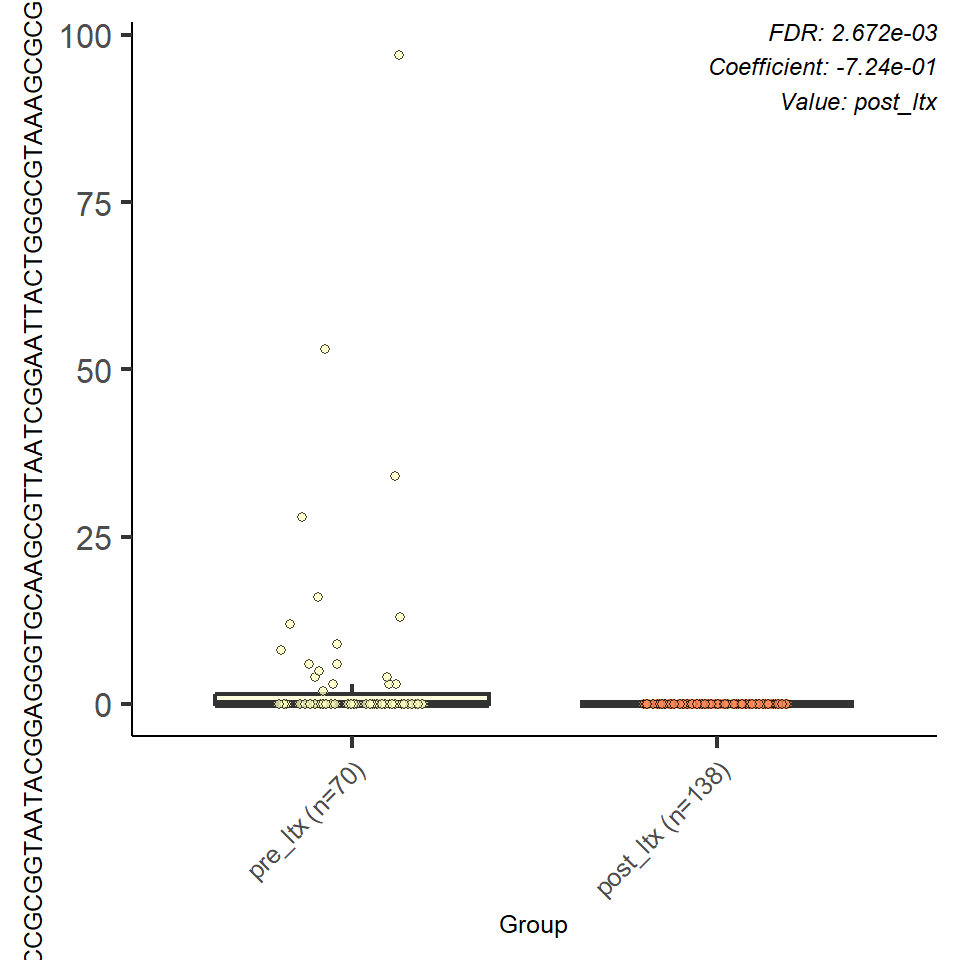 FDR: 2.672e-03
Coefficient: -7.24e-01
Value: post_ltx
CCGCGGTAATACGGAGGGTGCAAGCGTTAATCGGAATTACTGGGCGTAAAGCGCG
100
75
50
25
0
pre_ltx (n=70)
post_ltx (n=138)
Group